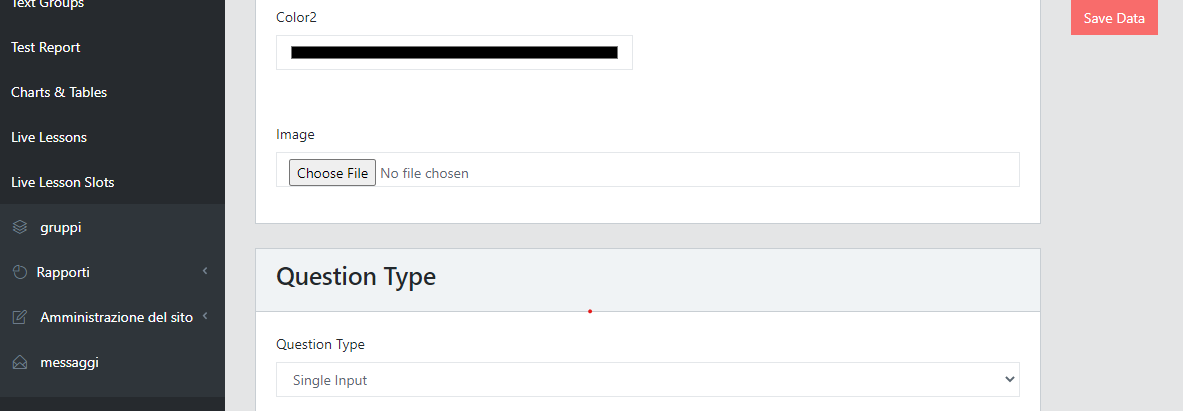 Text Groups
Test Report
Charts & Tables
Live Lessons
Live Lesson Slots
gruppi
Rapporti
Amministrazione del sito
messaggi
Color2
Image
Choose File No file chosen
Question Type
Question Type
Single Input
Save Data